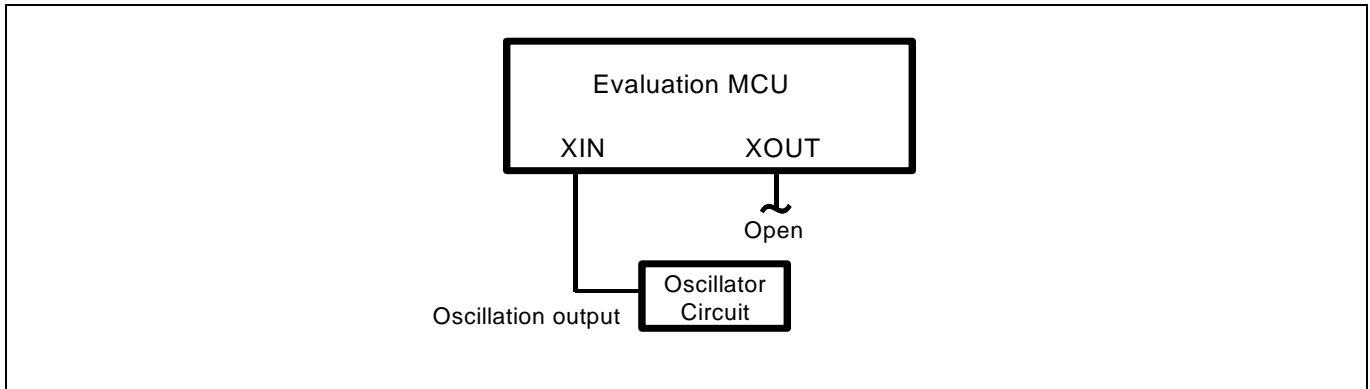 Evaluation MCU
XIN XOUT
Open
Oscillator
Circuit
Oscillation output